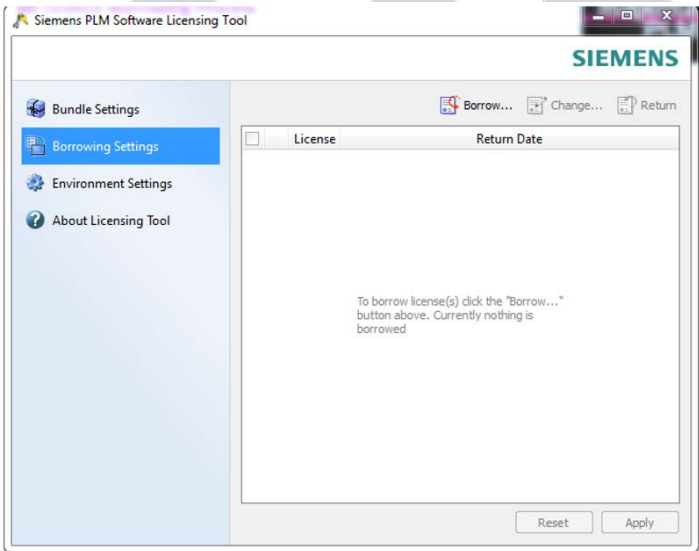 Siemens PLM Software Licensing Tool
SIEMENS
Bundle Settings
Borrowing Settings
Environment Settings
About Licensing Tool
Borrow... Change... Return
License Return Date
To borrow license(s) click the "Borrow..."
button above. Currently nothing is
borrowed
Reset Apply